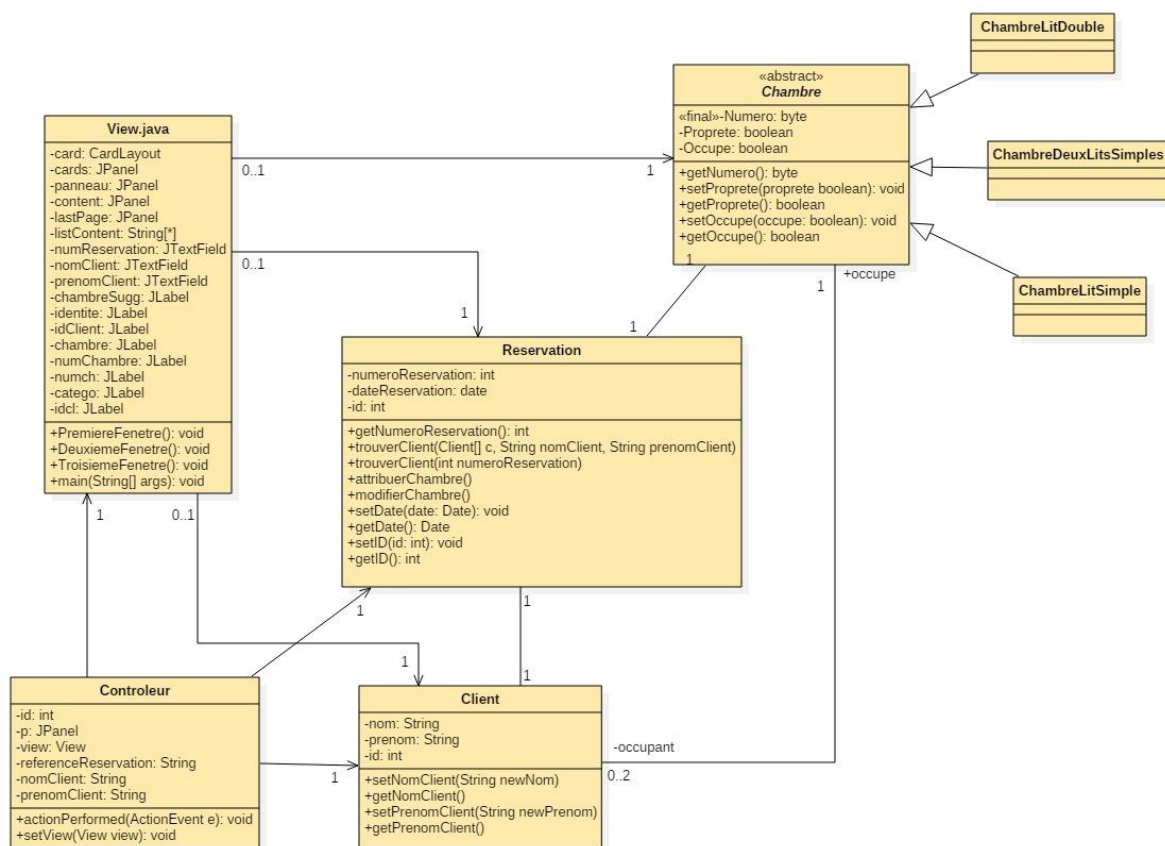 ChambreLitDouble
«abstract»
Chambre
«final»-Numero: byte
-Proprete: boolean
-Occupe: boolean
+getNumero(): byte
+setProprete(proprete boolean): void
+getProprete(): boolean
+setOccupe(occupe: boolean): void
+getOccupe(): boolean
ChambreDeuxLitsSimples
ChambreLitSimple
View.java
-card: CardLayout
-cards: JPanel
-panneau: JPanel
-content: JPanel
-lastPage: JPanel
-listContent: String[*]
-numReservation: JTextField
-nomClient: JTextField
-prenomClient: JTextField
-chambreSugg: JLabel
-identite: JLabel
-idClient: JLabel
-chambre: JLabel
-numChambre: JLabel
-numch: JLabel
-catego: JLabel
-idcl: JLabel
+PremiereFenetre(): void
+DeuxiemeFenetre(): void
+TroisiemeFenetre(): void
+main(String[] args): void
0..1
1
0..1
1
1
1
+occupe
1
Reservation
-numeroReservation: int
-dateReservation: date
-id: int
+getNumeroReservation(): int
+trouverClient(Client[] c, String nomClient, String prenomClient)
+trouverClient(int numeroReservation)
+attribuerChambre()
+modifierChambre()
+setDate(date: Date): void
+getDate(): Date
+setID(id: int): void
+getID(): int
1
0..1
1
1
1
1
Controleur
-id: int
-p: JPanel
-view: View
-referenceReservation: String
-nomClient: String
-prenomClient: String
+actionPerformed(ActionEvent e): void
+setView(View view): void
1
Client
-nom: String
-prenom: String
-id: int
+setNomClient(String newNom)
+getNomClient()
+setPrenomClient(String newPrenom)
+getPrenomClient()
-occupant
0..2